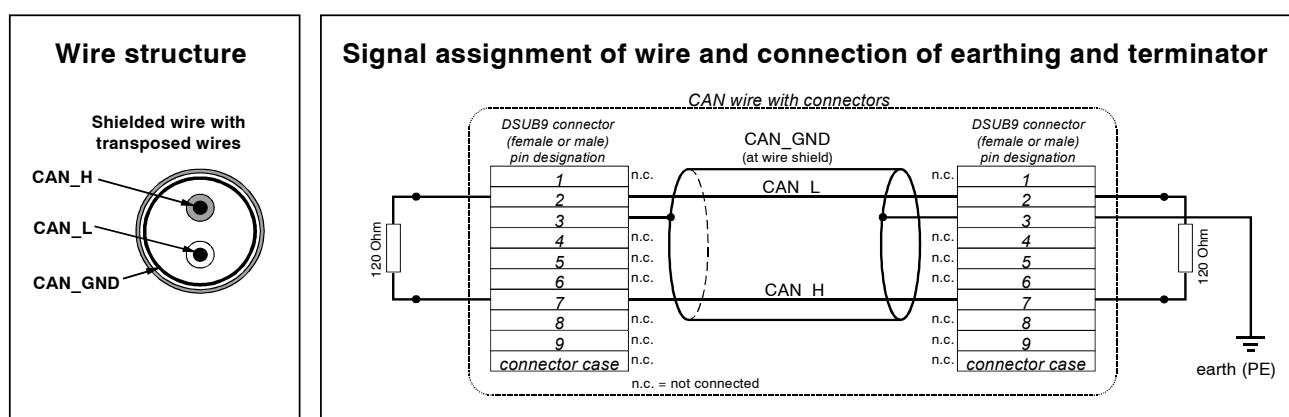 Wire structure
Shielded wire with
transposed wires
CAN_H
CAN_L
CAN_GND
Signal assignment of wire and connection of earthing and terminator
CAN wire with connectors
DSUB9 connector
(female or male)
pin designation
CAN_GND
(at wire shield)
DSUB9 connector
(female or male)
pin designation
1 n.c. n.c. 1
2 CAN_L 2
3 3
4 n.c. n.c. 4
5 n.c. n.c. 5
6 n.c. n.c. 6
7 CAN_H 7
8 n.c. n.c. 8
9 n.c. n.c. 9
connector case n.c. n.c. connector case
n.c. = not connected
120 Ohm
120 Ohm
earth (PE)